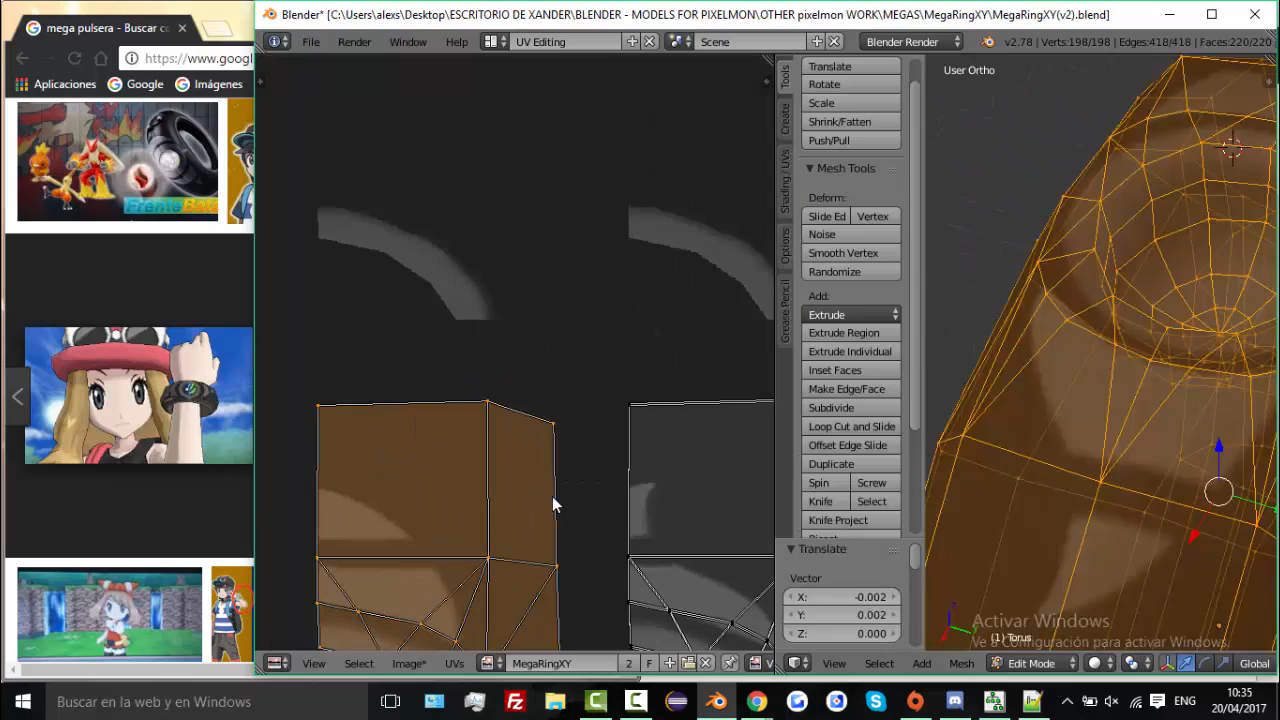 mega pulsera - Buscar cc
https://www.googl
Aplicaciones Google Imágenes
Blender* [C:\Users\alexs\Desktop\ESCRITORIO DE XANDER\BLENDER - MODELS FOR PIXELMON\OTHER pixelmon WORK\MEGAS\MegaRingXY\MegaRingXY(v2).blend]
File Render Window Help UV Editing Scene Blender Render v2.78 | Verts:198/198 | Edges:418/418 | Faces:220/220
User Ortho
Tools
Create
Shading / UVs
Options
Grease Pencil
Translate
Rotate
Scale
Shrink/Fatten
Push/Pull
Mesh Tools
Deform:
Slide Ed Vertex
Noise
Smooth Vertex
Randomize
Add:
Extrude
Extrude Region
Extrude Individual
Inset Faces
Make Edge/Face
Subdivide
Loop Cut and Slide
Offset Edge Slide
Duplicate
Spin Screw
Knife Select
Knife Project
Translate
Vector
X: -0.002
Y: 0.002
Z: 0.000
Activar Windows
Ve a Configuración para activar Windows.
(1) Torus
View Select Image* UVs MegaRingXY 2 F
View Select Add Mesh Edit Mode Global
Buscar en la web y en Windows
ENG
10:35
20/04/2017